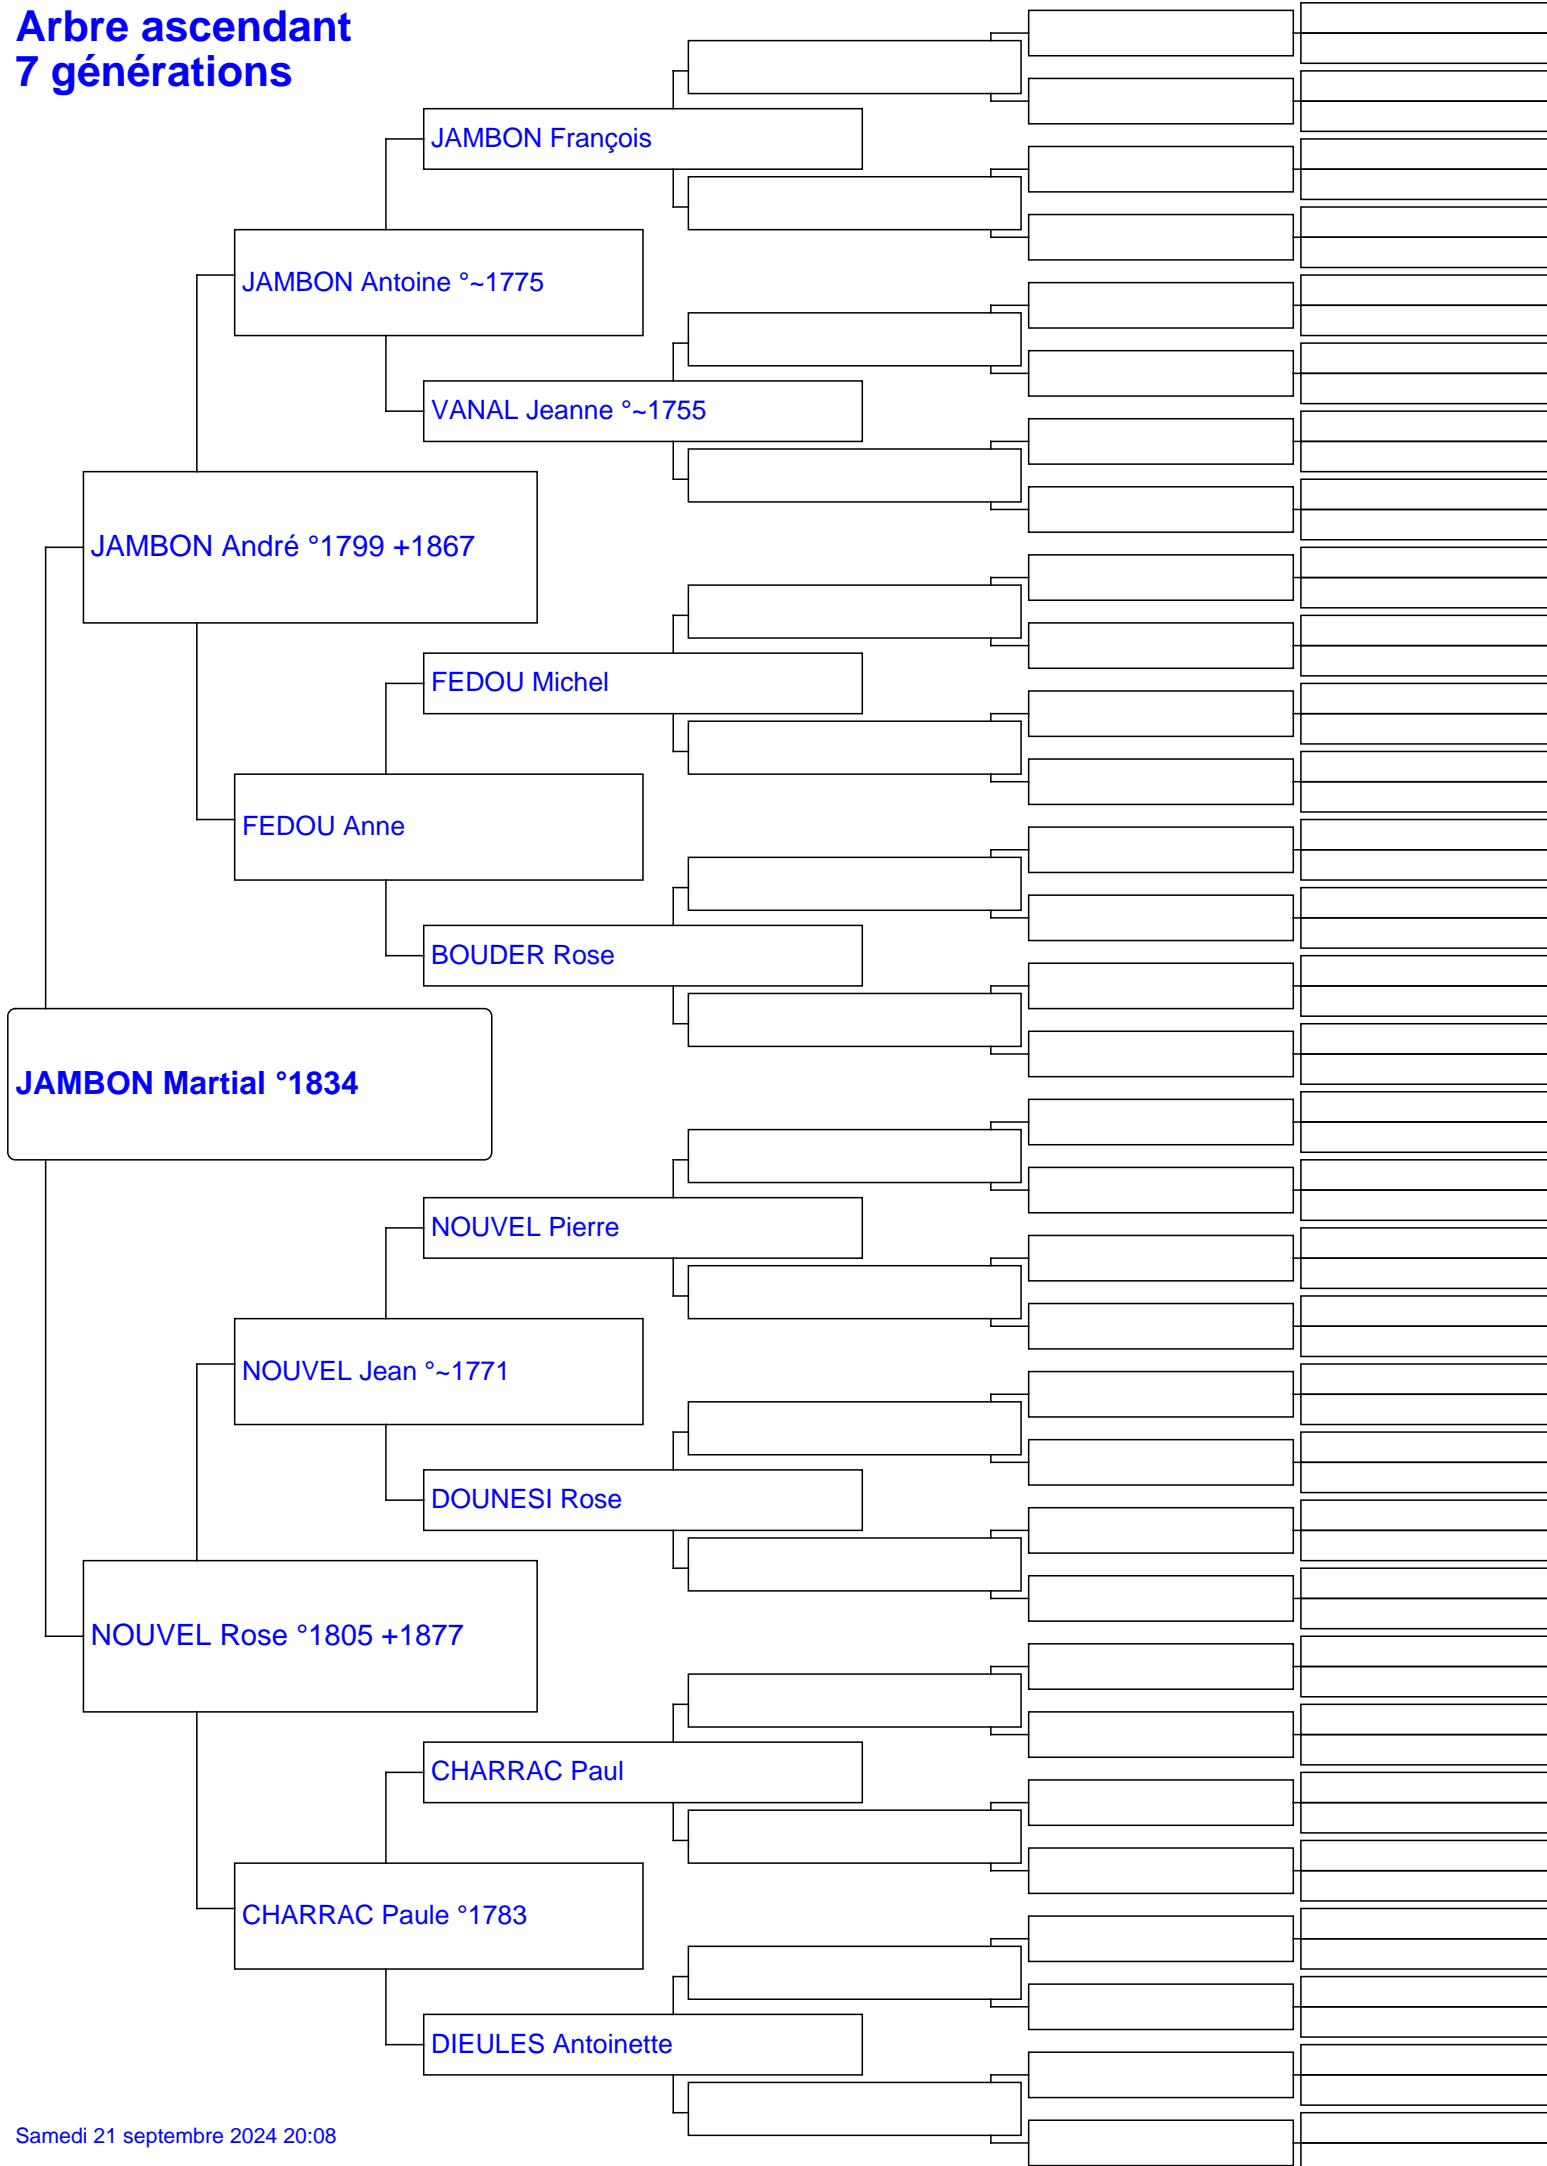 Arbre ascendant
7 générations
JAMBON François
JAMBON Antoine °~1775
VANAL Jeanne °~1755
JAMBON André °1799 +1867
FEDOU Michel
FEDOU Anne
BOUDER Rose
JAMBON Martial °1834
NOUVEL Pierre
NOUVEL Jean °~1771
DOUNESI Rose
NOUVEL Rose °1805 +1877
CHARRAC Paul
CHARRAC Paule °1783
DIEULES Antoinette
Samedi 21 septembre 2024 20:08